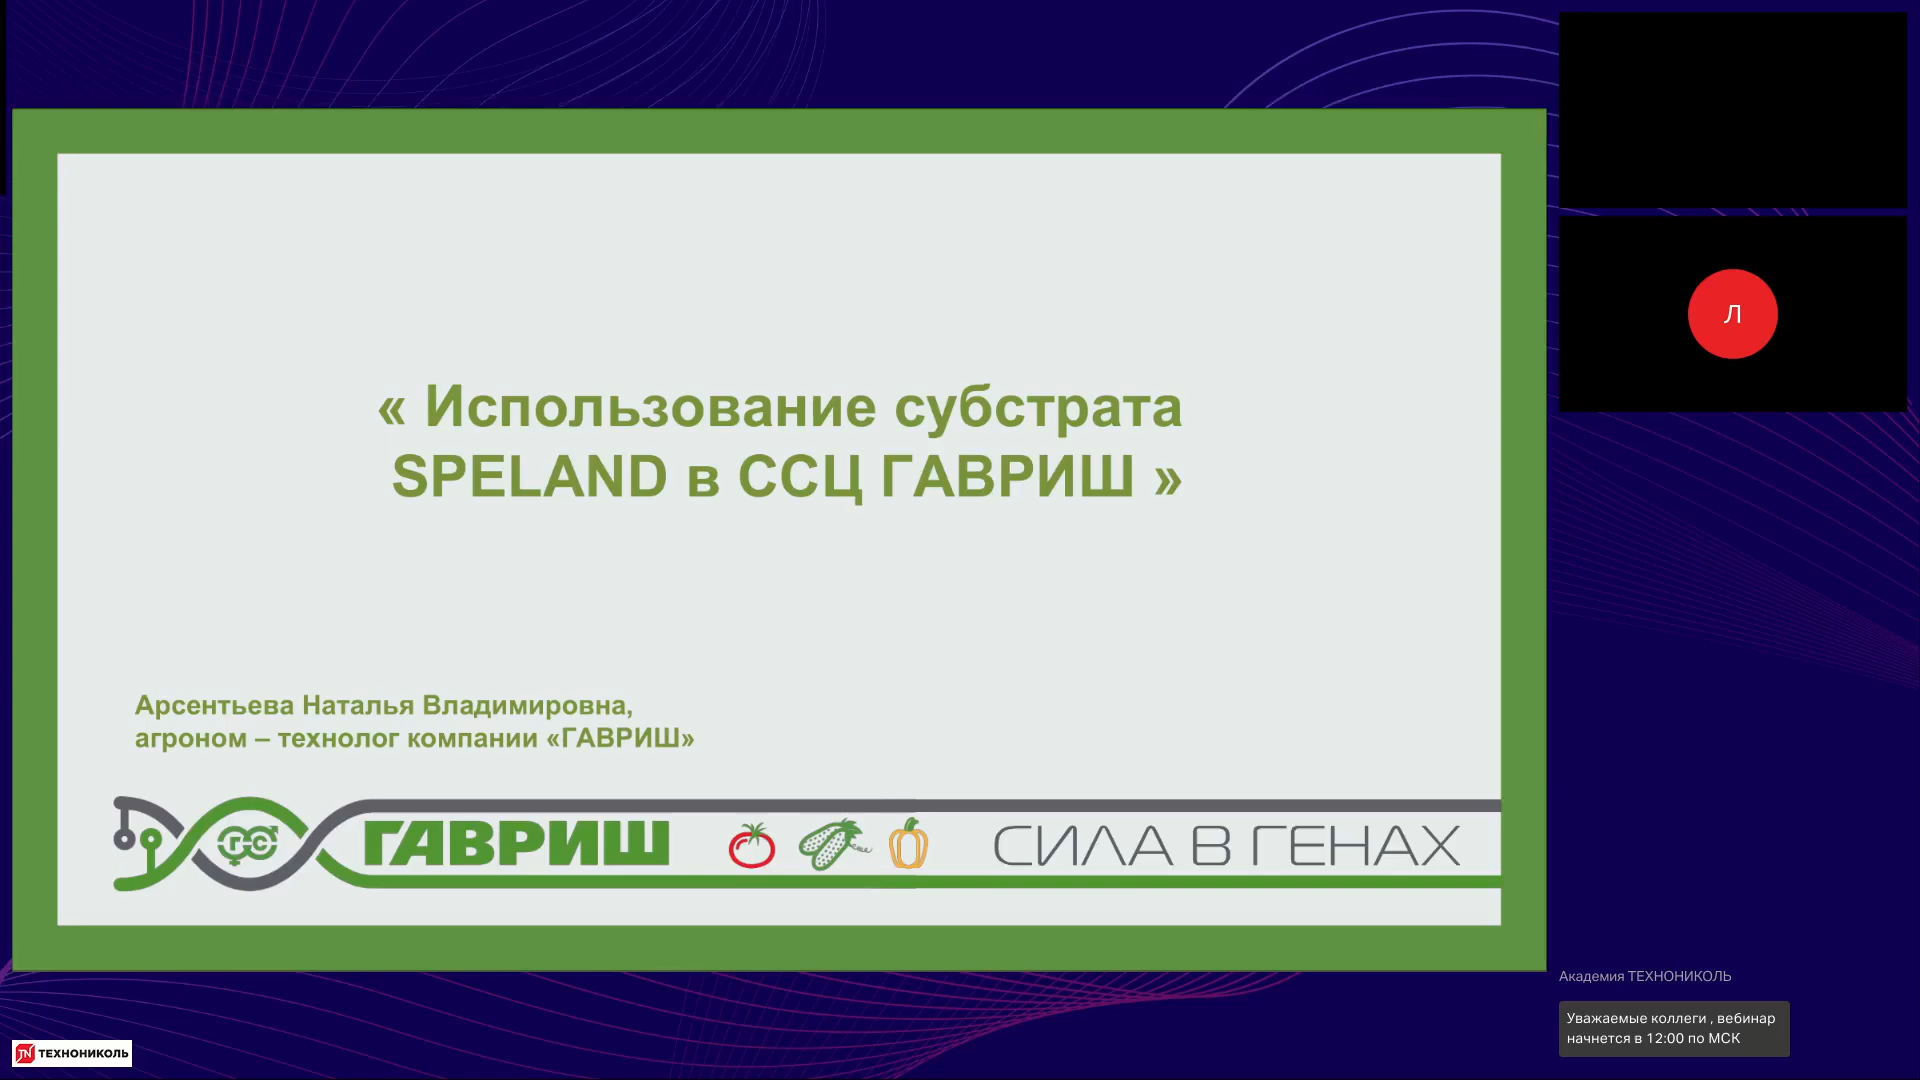 « Использование субстрата
SPELAND в ССЦ ГАВРИШ »
Арсентьева Наталья Владимировна,
агроном – технолог компании «ГАВРИШ»
Г-С
ГАВРИШ
СИЛА В ГЕНАХ
Л
Академия ТЕХНОНИКОЛЬ
Уважаемые коллеги , вебинар
начнется в 12:00 по МСК
TN ТЕХНОНИКОЛЬ